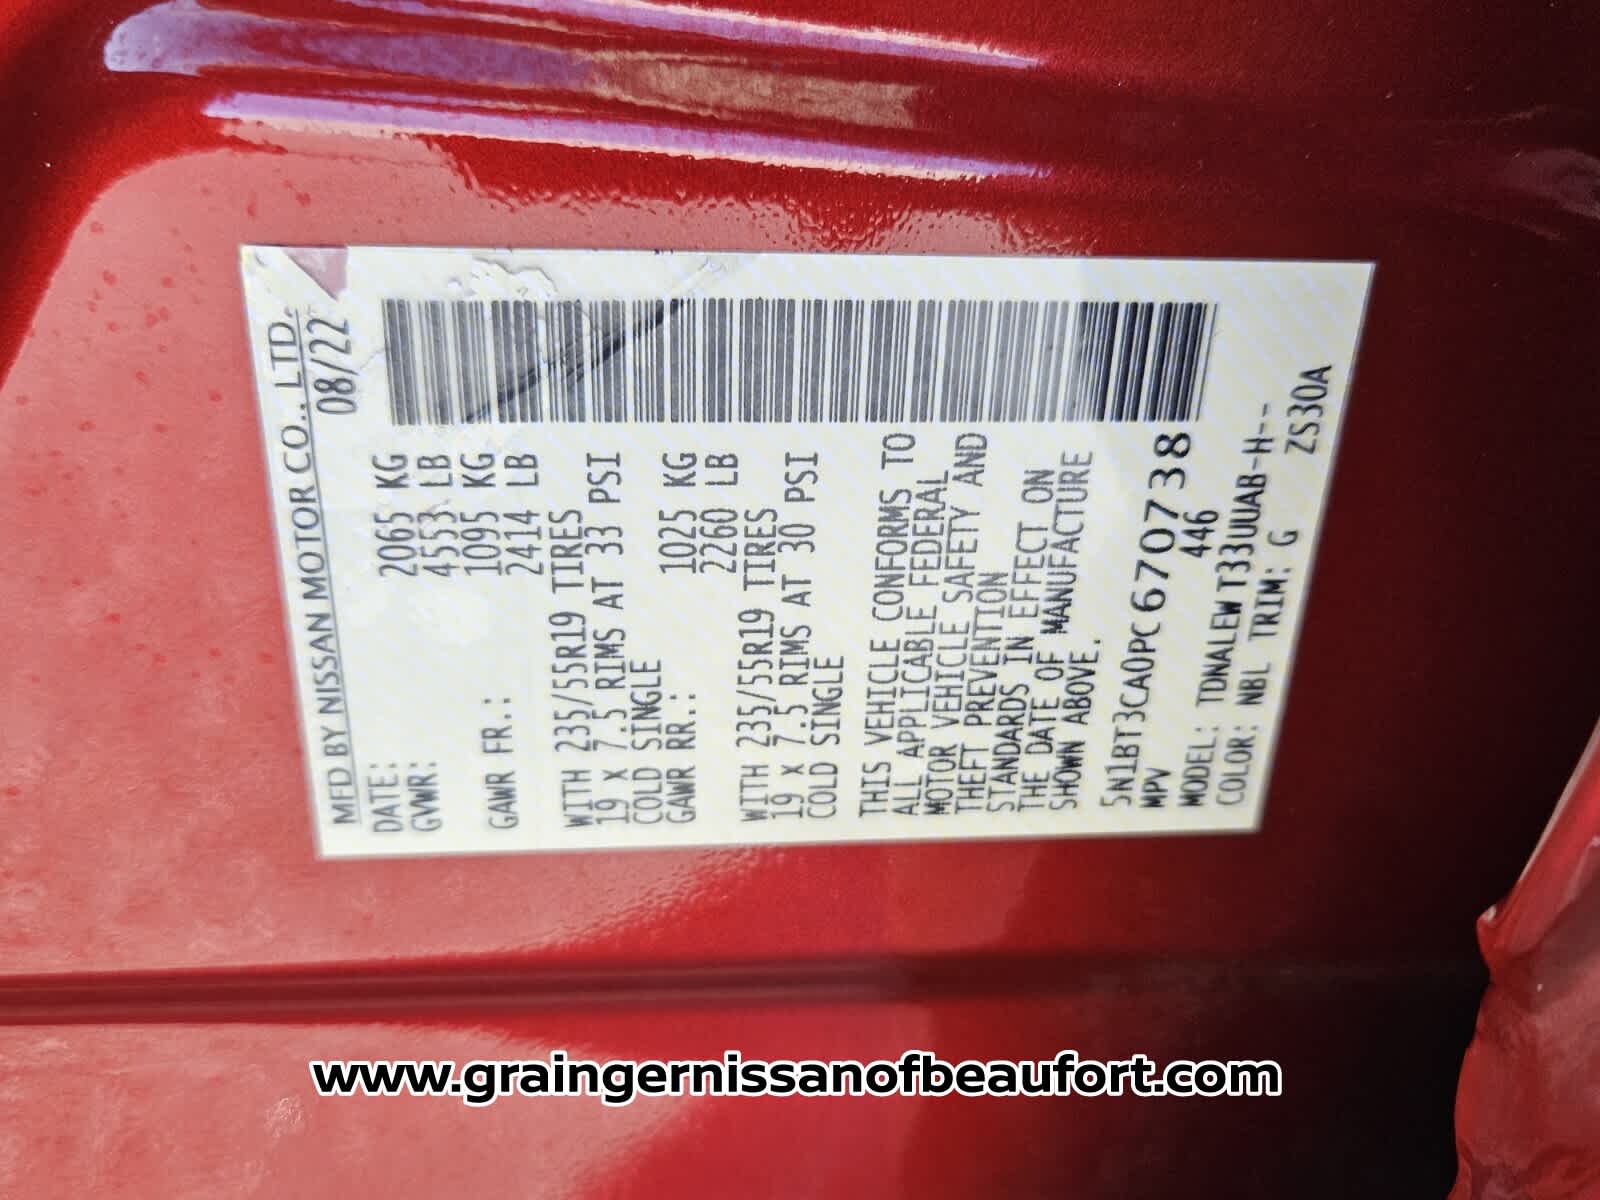 MFD BY NISSAN MOTOR CO., LTD.
DATE: 08/22
GVWR: 2065 KG
4553 LB
GAWR FR.: 1095 KG
2414 LB
WITH 235/55R19 TIRES
19 X 7.5 RIMS AT 33 PSI
COLD SINGLE
GAWR RR.: 1025 KG
2260 LB
WITH 235/55R19 TIRES
19 X 7.5 RIMS AT 30 PSI
COLD SINGLE
THIS VEHICLE CONFORMS TO
ALL APPLICABLE FEDERAL
MOTOR VEHICLE SAFETY AND
THEFT PREVENTION
STANDARDS IN EFFECT ON
THE DATE OF MANUFACTURE
SHOWN ABOVE.
5N1BT3CA0PC670738
MPV 446
MODEL: TDNALEW T33UUAB-H--
COLOR: NBL TRIM: G ZS30A
www.graingernissanofbeaufort.com